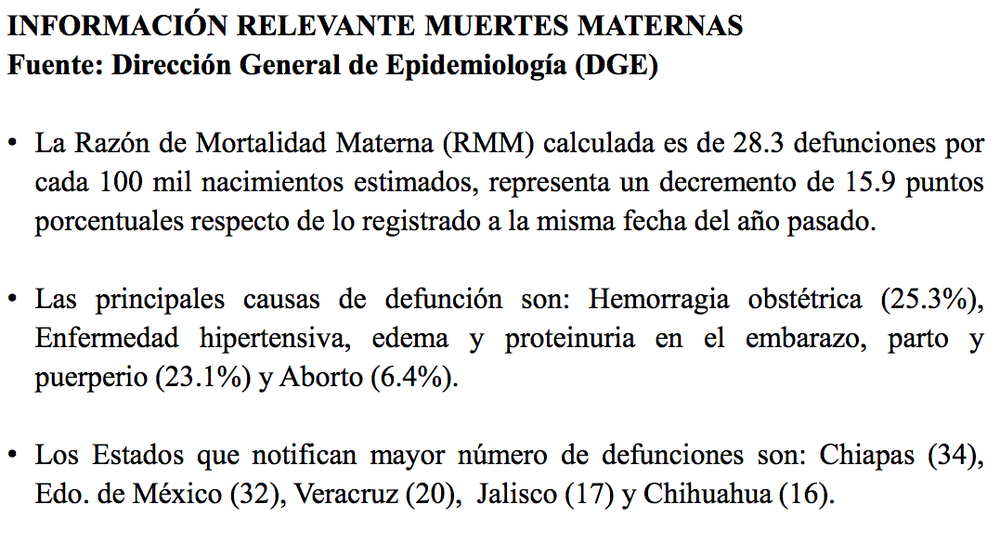 INFORMACIÓN RELEVANTE MUERTES MATERNAS
Fuente: Dirección General de Epidemiología (DGE)
• La Razón de Mortalidad Materna (RMM) calculada es de 28.3 defunciones por
cada 100 mil nacimientos estimados, representa un decremento de 15.9 puntos
porcentuales respecto de lo registrado a la misma fecha del año pasado.
• Las principales causas de defunción son: Hemorragia obstétrica (25.3%),
Enfermedad hipertensiva, edema y proteinuria en el embarazo, parto y
puerperio (23.1%) y Aborto (6.4%).
• Los Estados que notifican mayor número de defunciones son: Chiapas (34),
Edo. de México (32), Veracruz (20), Jalisco (17) y Chihuahua (16).